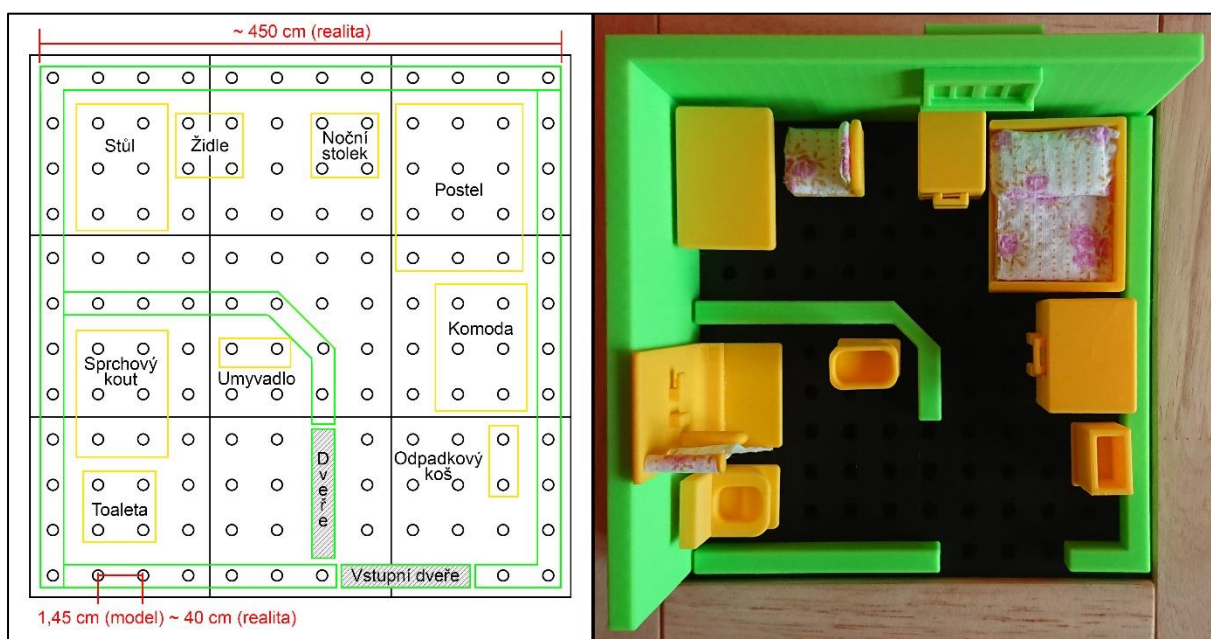 ~ 450 cm (realita)
Stůl
Židle
Noční
stolek
Postel
Komoda
Sprchový
kout
Umyvadlo
Odpadkový
koš
Dveře
Toaleta
Vstupní dveře
1,45 cm (model) ~ 40 cm (realita)